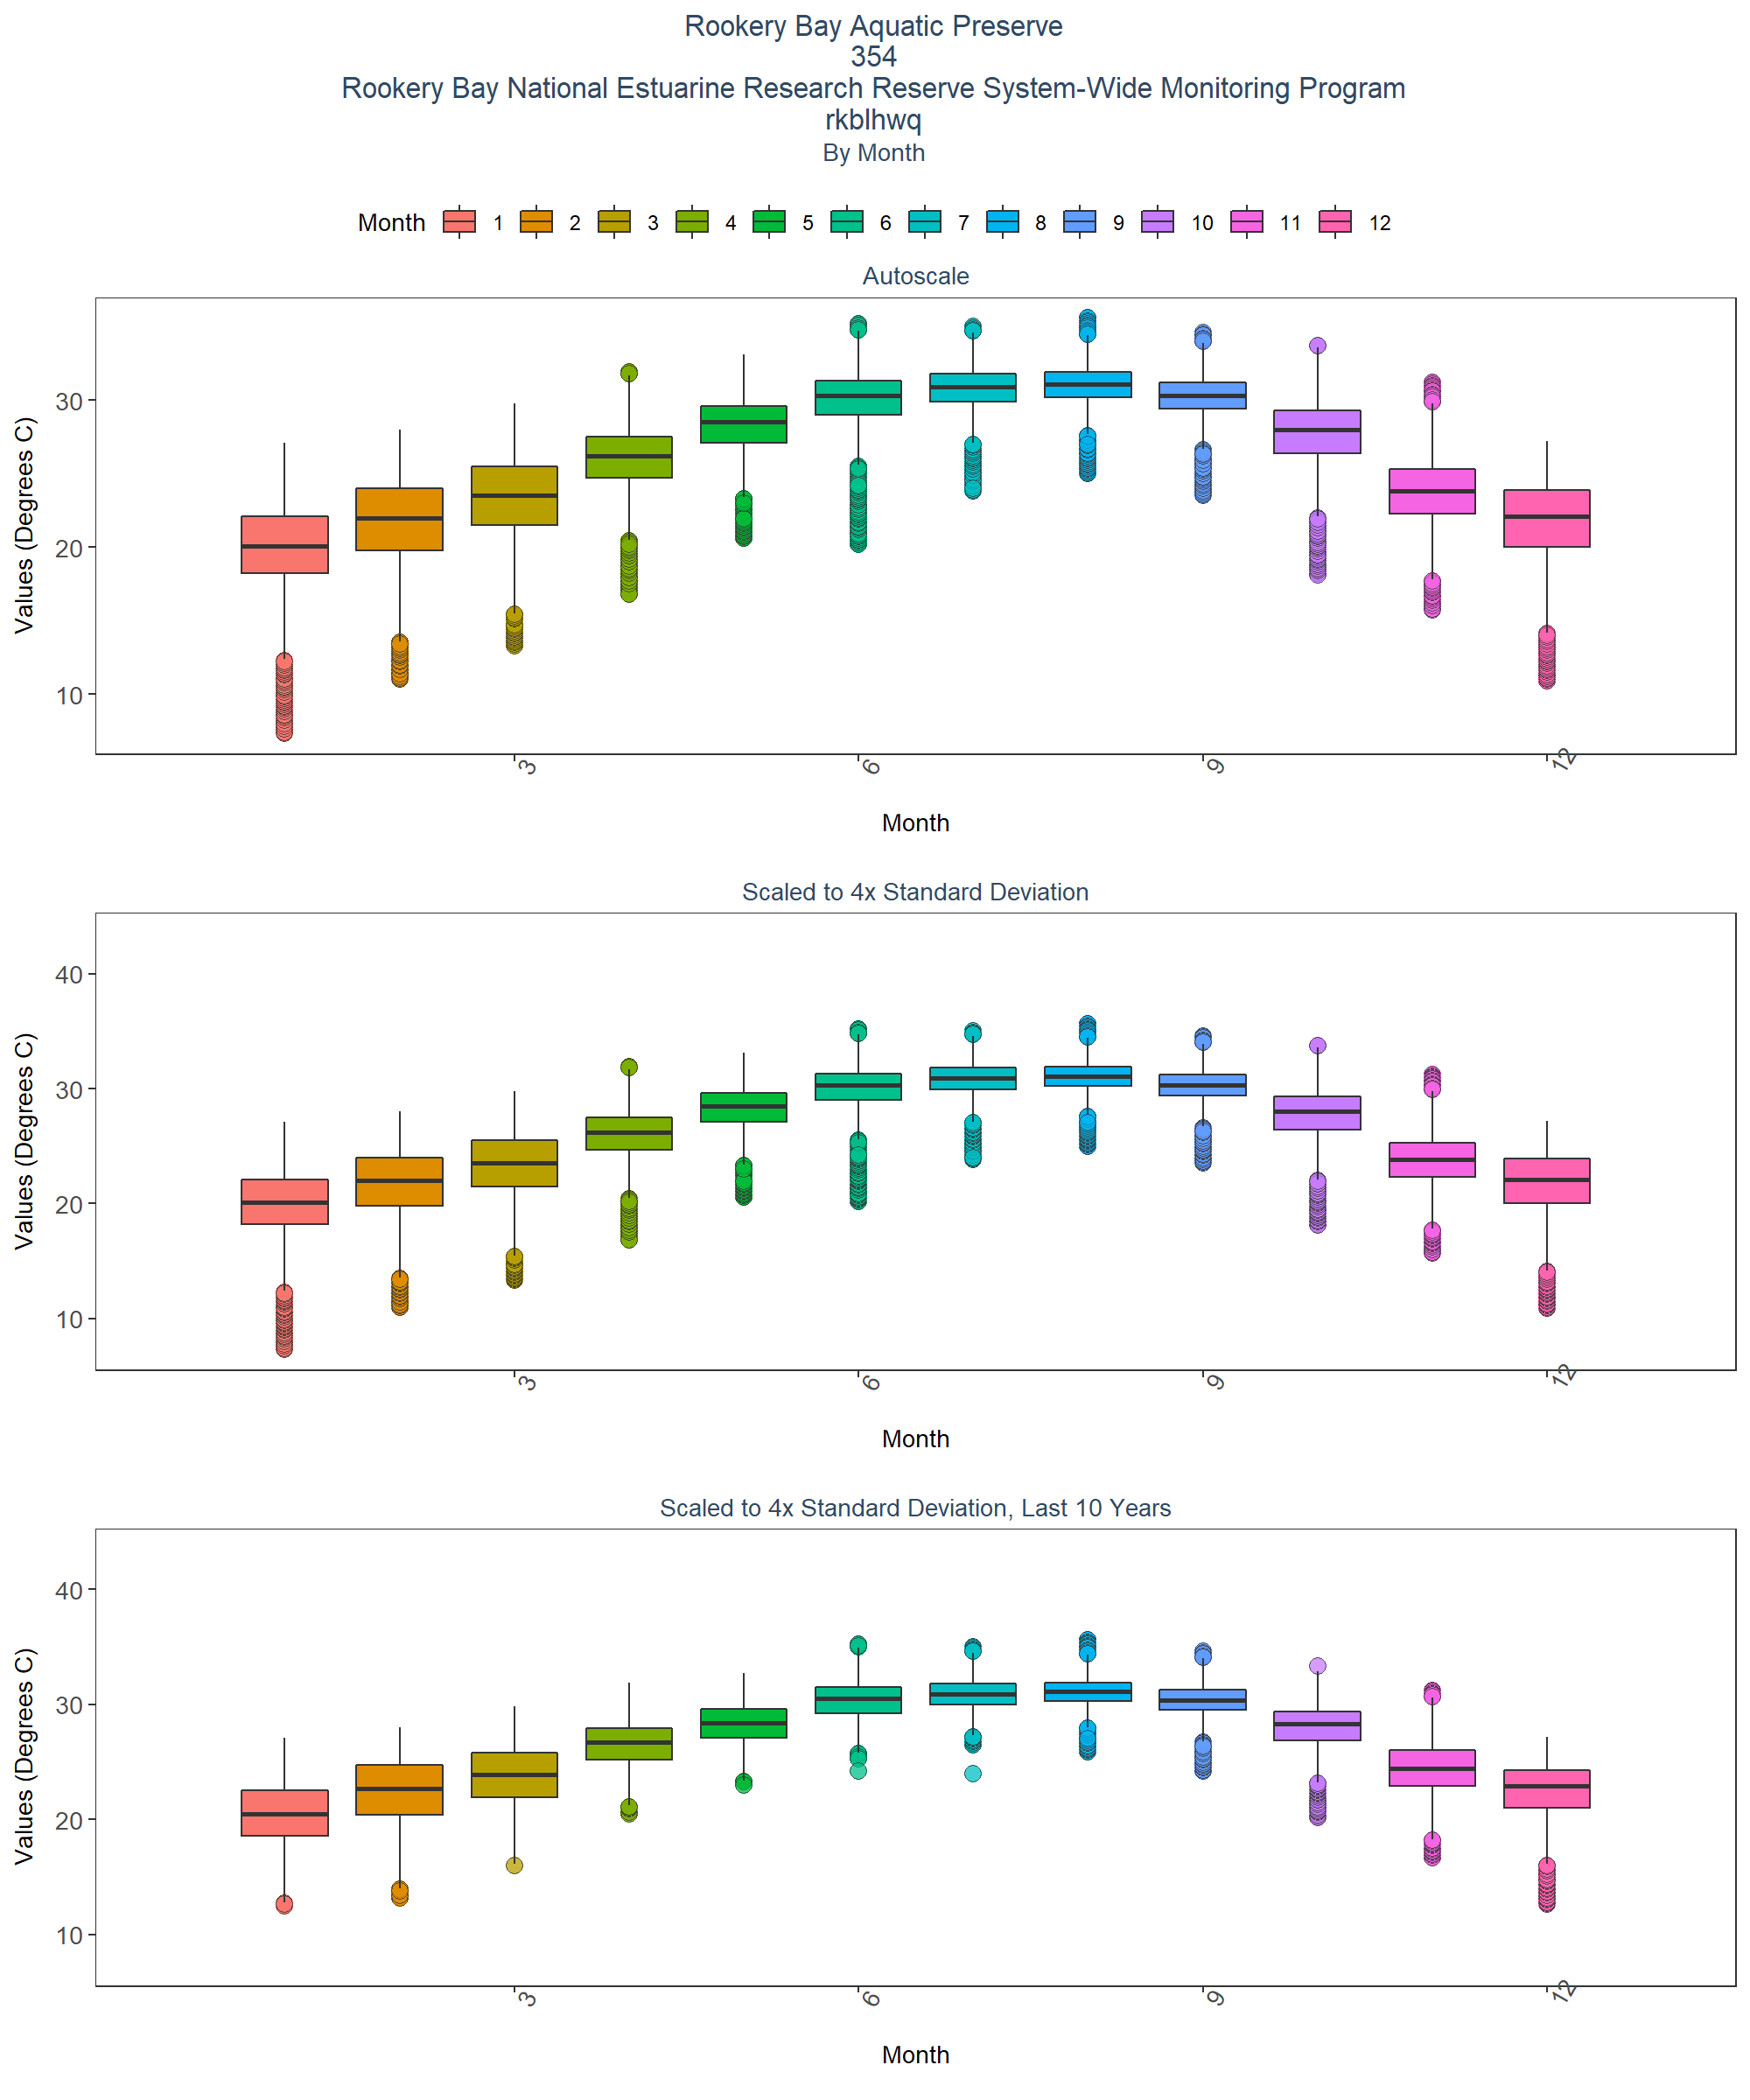 Rookery Bay Aquatic Preserve
354
Rookery Bay National Estuarine Research Reserve System-Wide Monitoring Program
rkblhwq
By Month
Month 1 2 3 4 5 6 7 8 9 10 11 12
Autoscale
Values (Degrees C)
30
20
10
3 6 9 12
Month
Scaled to 4x Standard Deviation
Values (Degrees C)
40
30
20
10
3 6 9 12
Month
Scaled to 4x Standard Deviation, Last 10 Years
Values (Degrees C)
40
30
20
10
3 6 9 12
Month